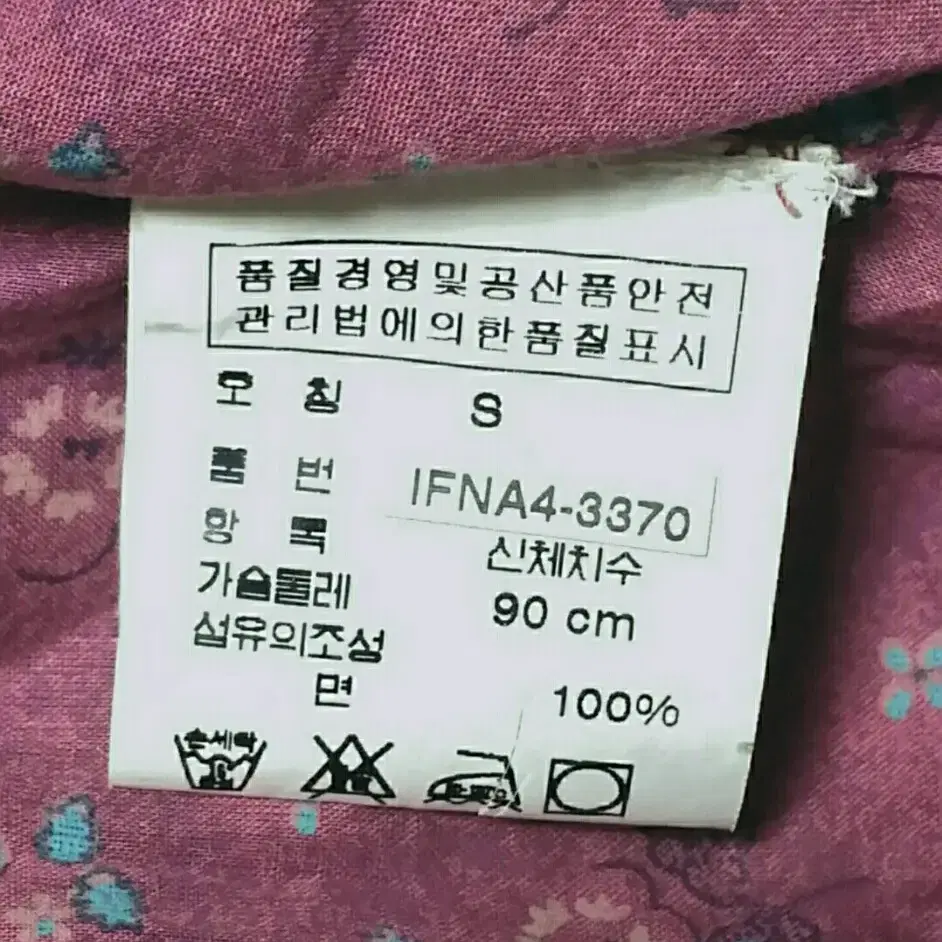 품질경영및공산품안전
관리법에의한품질표시
호 칭 S
품 번 IFNA4-3370
항 목 신체치수
가슴둘레 90 cm
섬유의조성
면 100%
손세탁